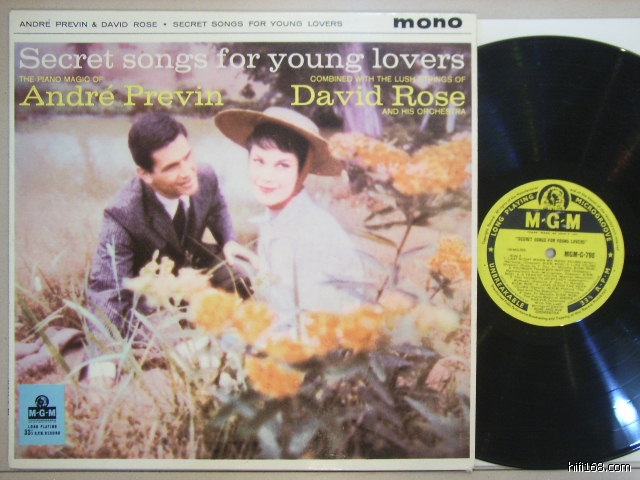 ANDRÉ PREVIN & DAVID ROSE • SECRET SONGS FOR YOUNG LOVERS
mono
Secret songs for young lovers
THE PIANO MAGIC OF
André Previn
COMBINED WITH THE LUSH STRINGS OF
David Rose
AND HIS ORCHESTRA
M-G-M
LONG PLAYING
33⅓ R.P.M. RECORD
LONG PLAYING
MICROGROOVE
M-G-M
"SECRET SONGS FOR YOUNG LOVERS"
MGM-C-790
UNBREAKABLE
33⅓ R.P.M.
hifi168.com